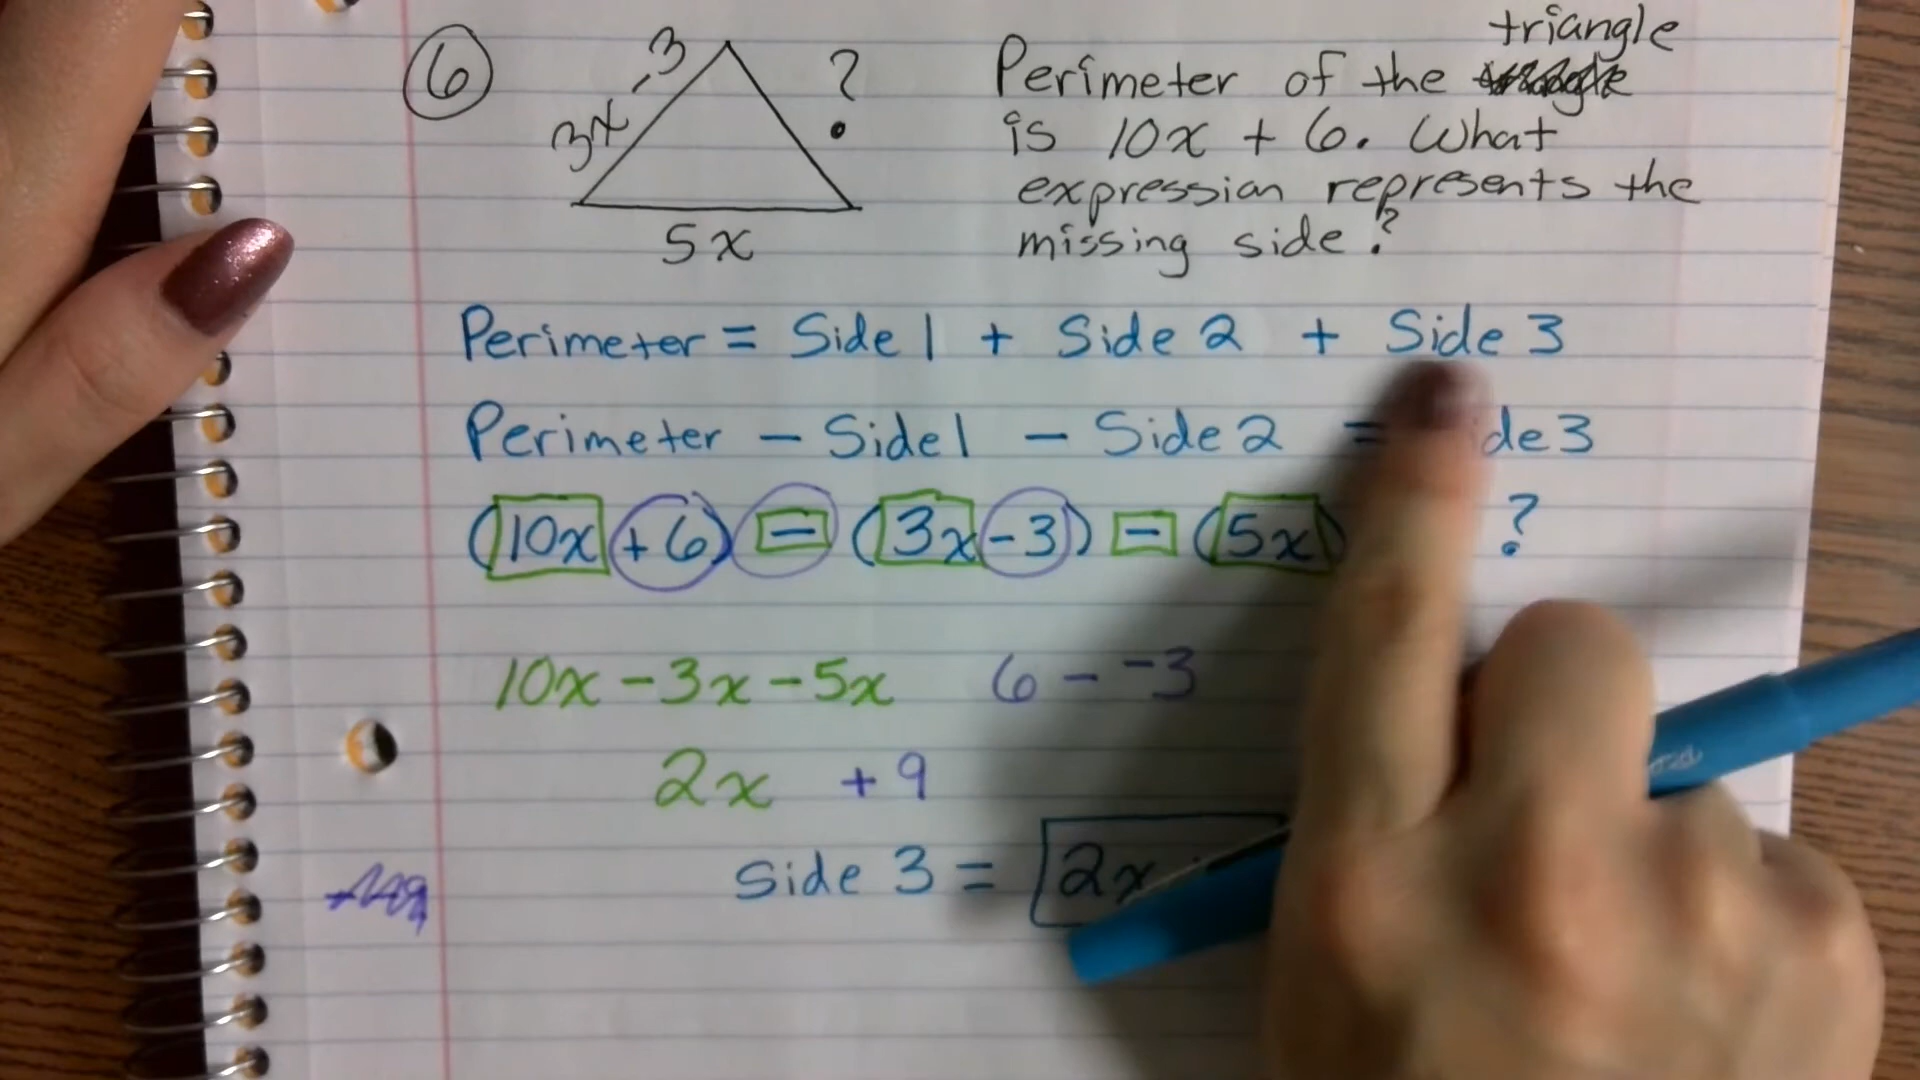 6
3x - 3
?
5x
triangle
Perimeter of the
is 10x + 6. What
expression represents the
missing side?
Perimeter = Side 1 + Side 2 + Side 3
Perimeter - Side 1 - Side 2 = de 3
(10x + 6) - (3x - 3) - (5x) ?
10x - 3x - 5x 6 - -3
2x + 9
side 3 = 2x